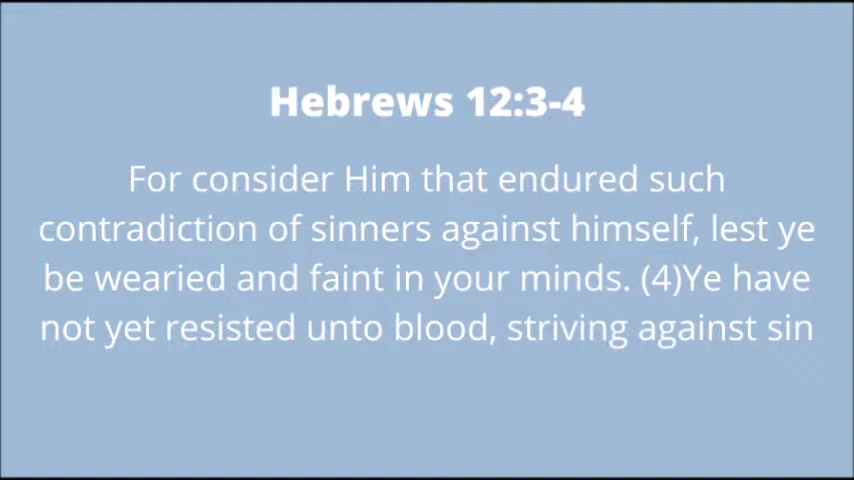 Hebrews 12:3-4
For consider Him that endured such
contradiction of sinners against himself, lest ye
be wearied and faint in your minds. (4)Ye have
not yet resisted unto blood, striving against sin